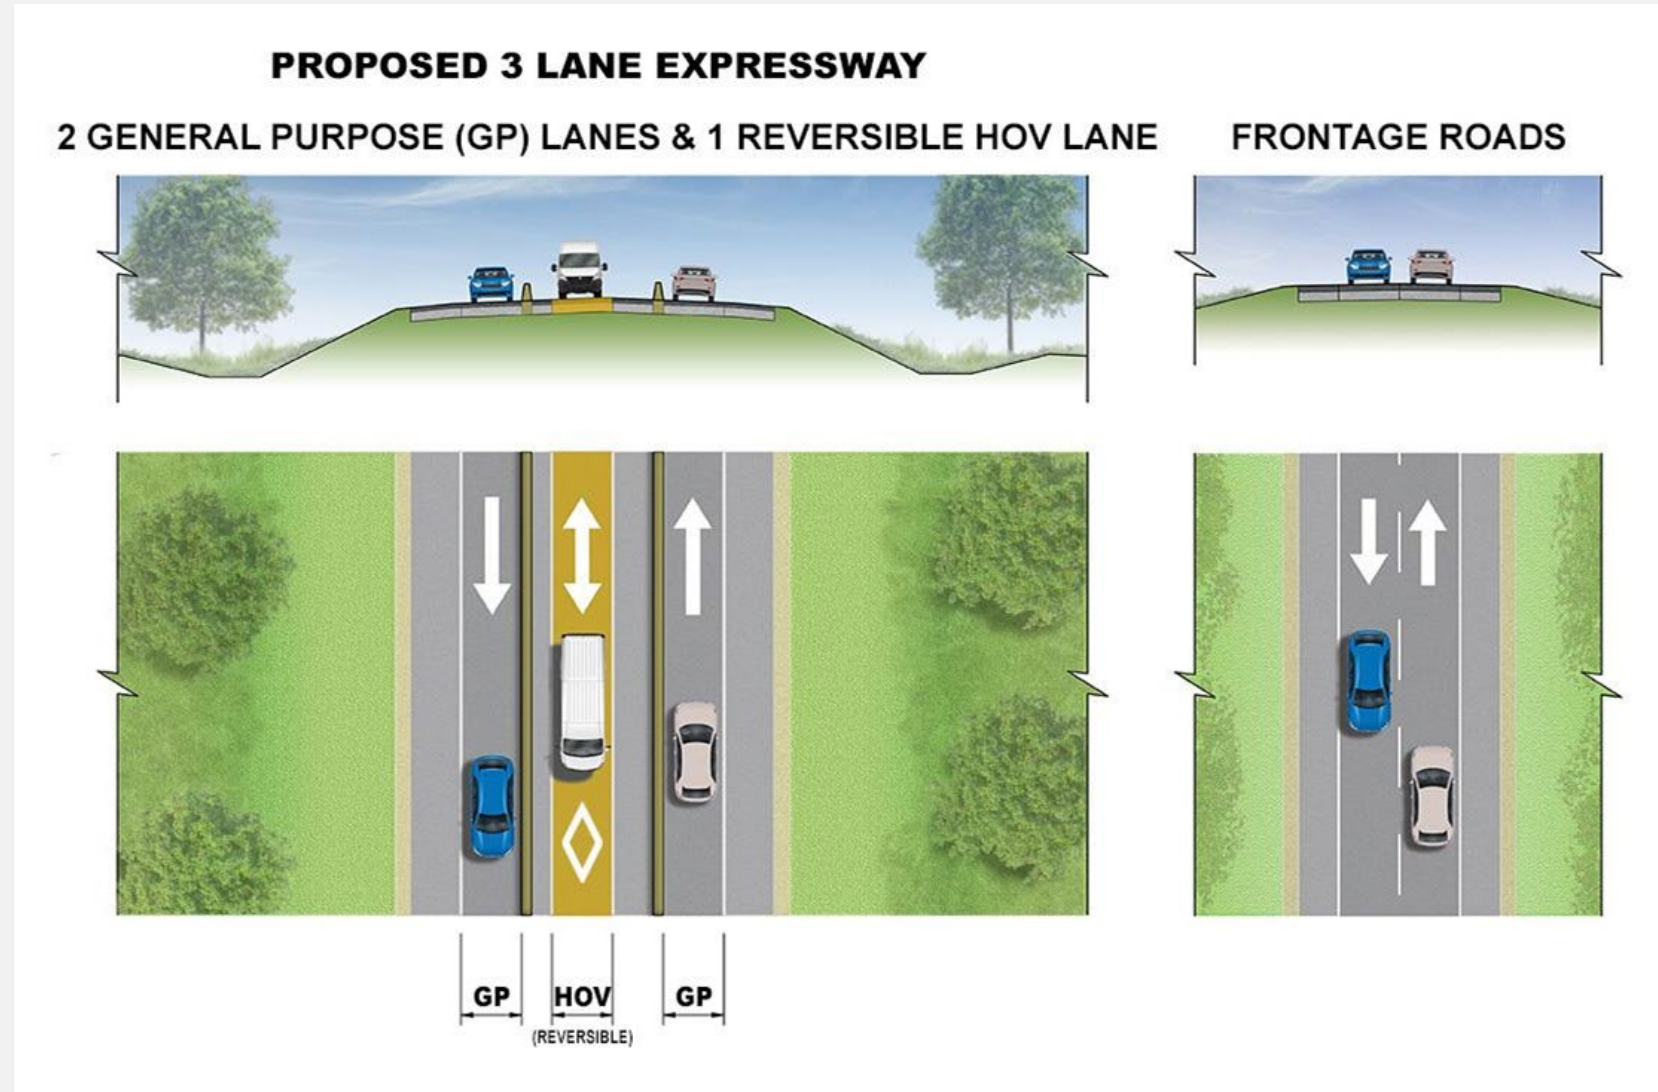 PROPOSED 3 LANE EXPRESSWAY
2 GENERAL PURPOSE (GP) LANES & 1 REVERSIBLE HOV LANE
FRONTAGE ROADS
GP
HOV
GP
(REVERSIBLE)